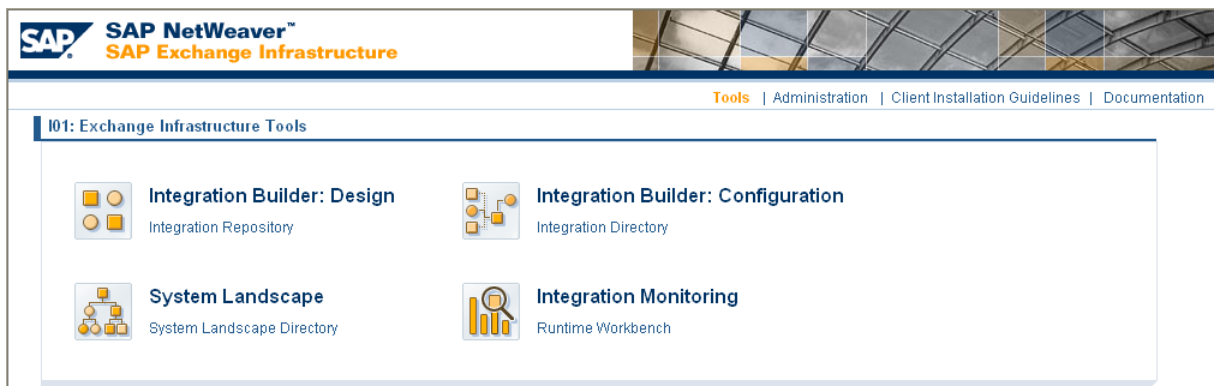 SAP
SAP NetWeaver™
SAP Exchange Infrastructure
Tools | Administration | Client Installation Guidelines | Documentation
I01: Exchange Infrastructure Tools
Integration Builder: Design
Integration Repository
Integration Builder: Configuration
Integration Directory
System Landscape
System Landscape Directory
Integration Monitoring
Runtime Workbench